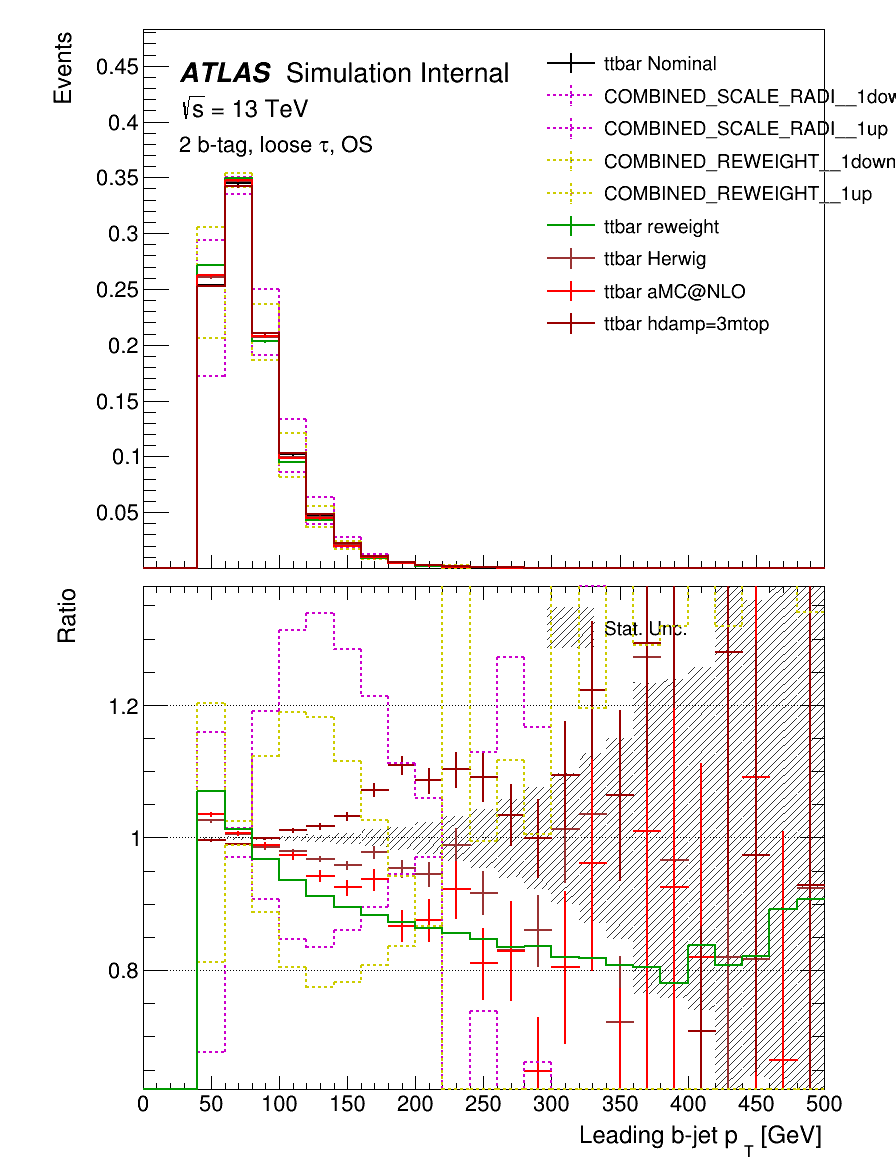 Events
0.45
0.4
0.35
0.3
0.25
0.2
0.15
0.1
0.05
ATLAS Simulation Internal
√s = 13 TeV
2 b-tag, loose τ, OS
ttbar Nominal
COMBINED_SCALE_RADI__1dow
COMBINED_SCALE_RADI__1up
COMBINED_REWEIGHT__1down
COMBINED_REWEIGHT__1up
ttbar reweight
ttbar Herwig
ttbar aMC@NLO
ttbar hdamp=3mtop
Ratio
1.2
1
0.8
Stat. Unc.
0 50 100 150 200 250 300 350 400 450 500
Leading b-jet p_T [GeV]